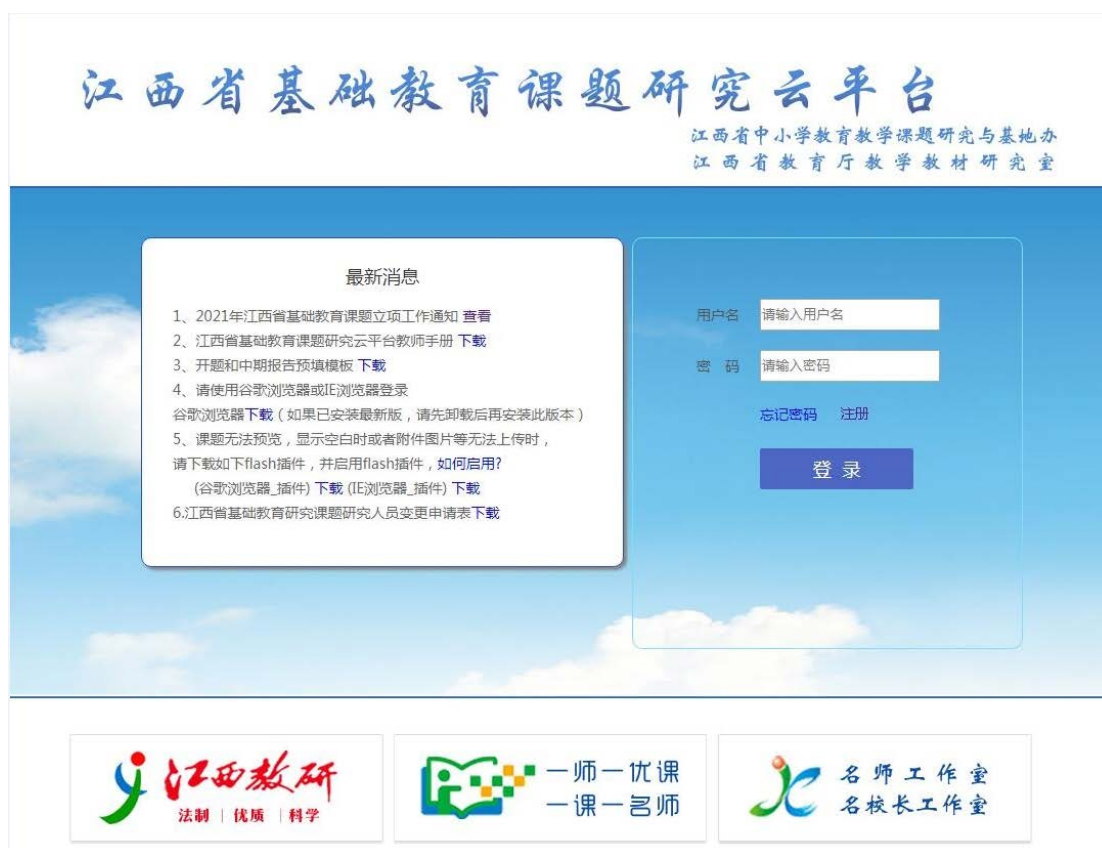 江西省基础教育课题研究云平台
江西省中小学教育教学课题研究与基地办
江西省教育厅教学教材研究室
最新消息
1、2021年江西省基础教育课题立项工作通知 查看
2、江西省基础教育课题研究云平台教师手册 下载
3、开题和中期报告预填模板 下载
4、请使用谷歌浏览器或IE浏览器登录
谷歌浏览器下载 ( 如果已安装最新版，请先卸载后再安装此版本 )
5、课题无法预览，显示空白时或者附件图片等无法上传时，
请下载如下flash插件，并启用flash插件，如何启用?
(谷歌浏览器_插件) 下载 (IE浏览器_插件) 下载
6.江西省基础教育研究课题研究人员变更申请表下载
用户名 请输入用户名
密 码 请输入密码
忘记密码 注册
登 录
江西教研
法制 | 优质 | 科学
一师一优课
一课一名师
名师工作室
名校长工作室